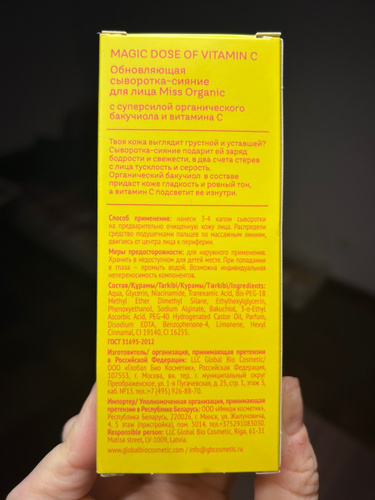 MAGIC DOSE OF VITAMIN C
Обновляющая
сыворотка-сияние
для лица Miss Organic
с суперсилой органического
бакучиола и витамина С
Твоя кожа выглядит грустной и уставшей?
Сыворотка-сияние подарит ей заряд
бодрости и свежести, в два счета стерев
с лица тусклость и серость.
Органический бакучиол в составе
придаст коже гладкость и ровный тон,
а витамин С подсветит ее изнутри.
Способ применения: нанеси 3-4 капли сыворотки
на предварительно очищенную кожу лица. Распредели
средство подушечками пальцев по массажным линиям,
двигаясь от центра лица к периферии.
Меры предосторожности: для наружного применения.
Хранить в недоступном для детей месте. При попадании
в глаза – промыть водой. Возможна индивидуальная
непереносимость компонентов.
Состав/Құрамы/Tarkibi/Курамы/Tərkibi/Ingredients:
Aqua, Glycerin, Niacinamide, Tranexamic Acid, Bis-PEG-18
Methyl Ether Dimethyl Silane, Ethylhexylglycerin,
Phenoxyethanol, Sodium Alginate, Bakuchiol, 3-o-Ethyl
Ascorbic Acid, PEG-40 Hydrogenated Castor Oil, Parfum,
Disodium EDTA, Benzophenone-4, Limonene, Hexyl
Cinnamal, CI 19140, CI 16255.
ГОСТ 31695-2012
Изготовитель/ организация, принимающая претензии
в Российской Федерации: LLC Global Bio Cosmetic/
ООО «Глобал Био Косметик», Российская Федерация,
107553, г. Москва, вн. тер. г. муниципальный округ
Преображенское, ул. 1-я Пугачевская, д. 25, стр. 1, этаж 3,
каб. №13, тел.+7 (495) 926-88-70.
Импортер/ Уполномоченная организация, принимающая
претензии в Республике Беларусь:
Республика Беларусь, 220026, г. Минск, ул. Жилуновича,
4, 5 этаж (пристройка), пом. 3014, тел.+375291083030.
Responsible person: LLC Global Bio Cosmetic, Riga, 61-31
Malisa street, LV-1009, Latvia.
www.globalbiocosmetic.com / info@gbcosmetic.ru